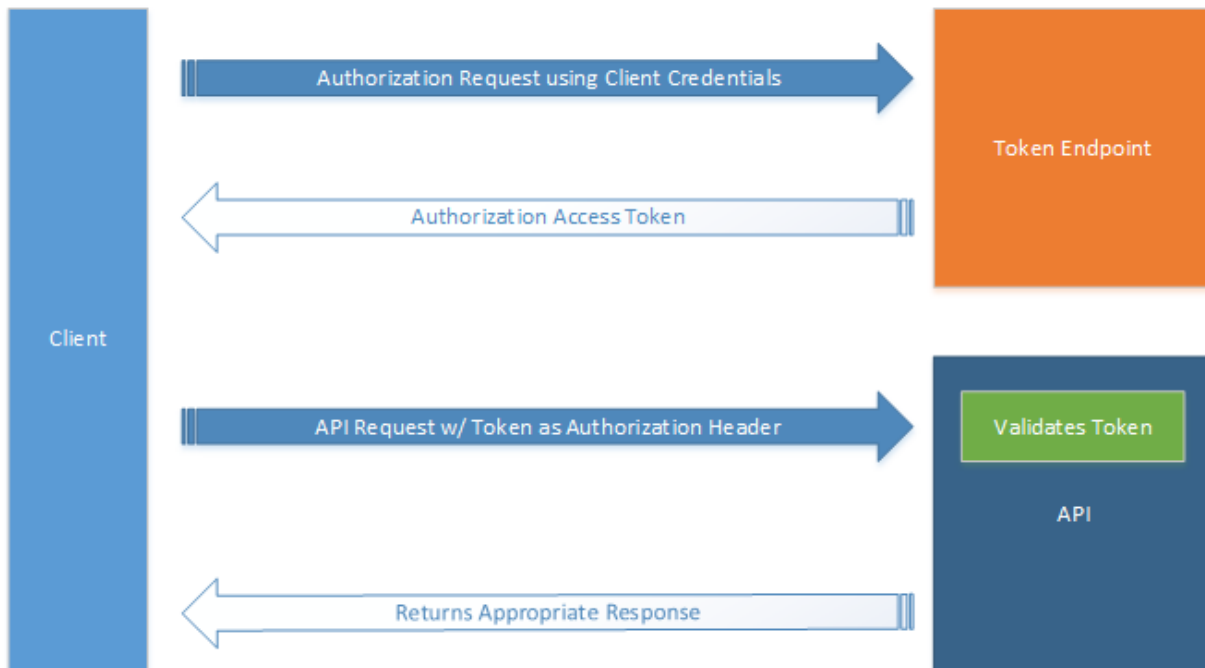 Authorization Request using Client Credentials
Token Endpoint
Authorization Access Token
Client
API Request w/ Token as Authorization Header
Validates Token
API
Returns Appropriate Response